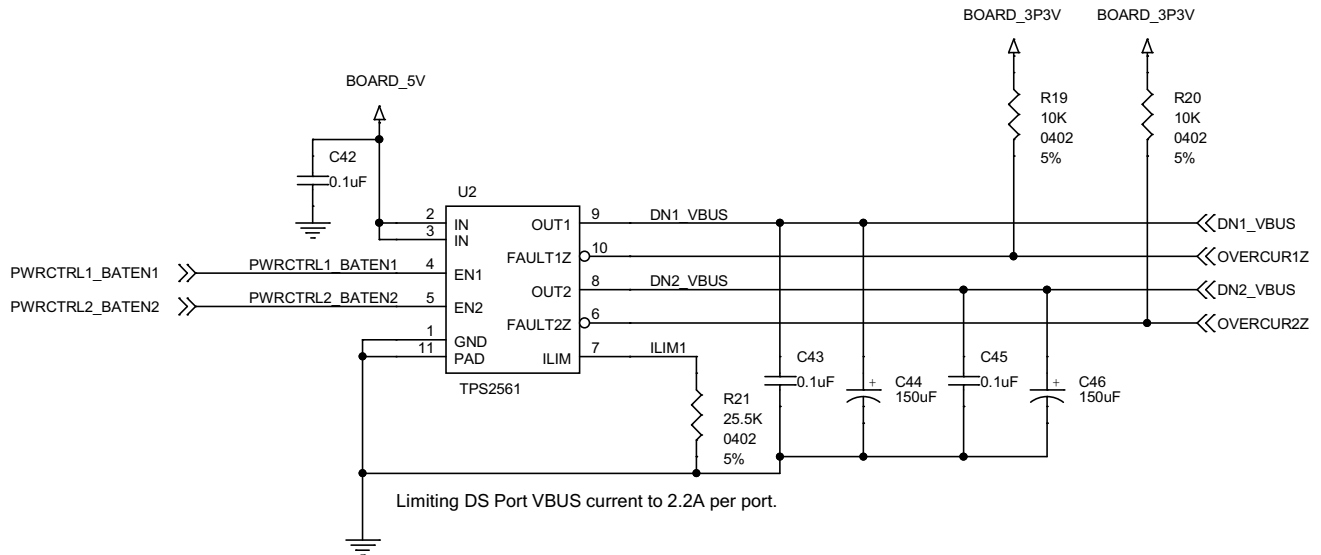 BOARD_3P3V BOARD_3P3V
BOARD_5V
R19
10K
0402
5%
R20
10K
0402
5%
C42
0.1uF
U2
2 IN
3 IN
4 EN1
5 EN2
1 GND
11 PAD
OUT1 9
FAULT1Z 10
OUT2 8
FAULT2Z 6
ILIM 7
TPS2561
PWRCTRL1_BATEN1 PWRCTRL1_BATEN1
PWRCTRL2_BATEN2 PWRCTRL2_BATEN2
DN1_VBUS DN1_VBUS
OVERCUR1Z
DN2_VBUS DN2_VBUS
OVERCUR2Z
ILIM1
R21
25.5K
0402
5%
C43
0.1uF
+
C44
150uF
C45
0.1uF
+
C46
150uF
Limiting DS Port VBUS current to 2.2A per port.